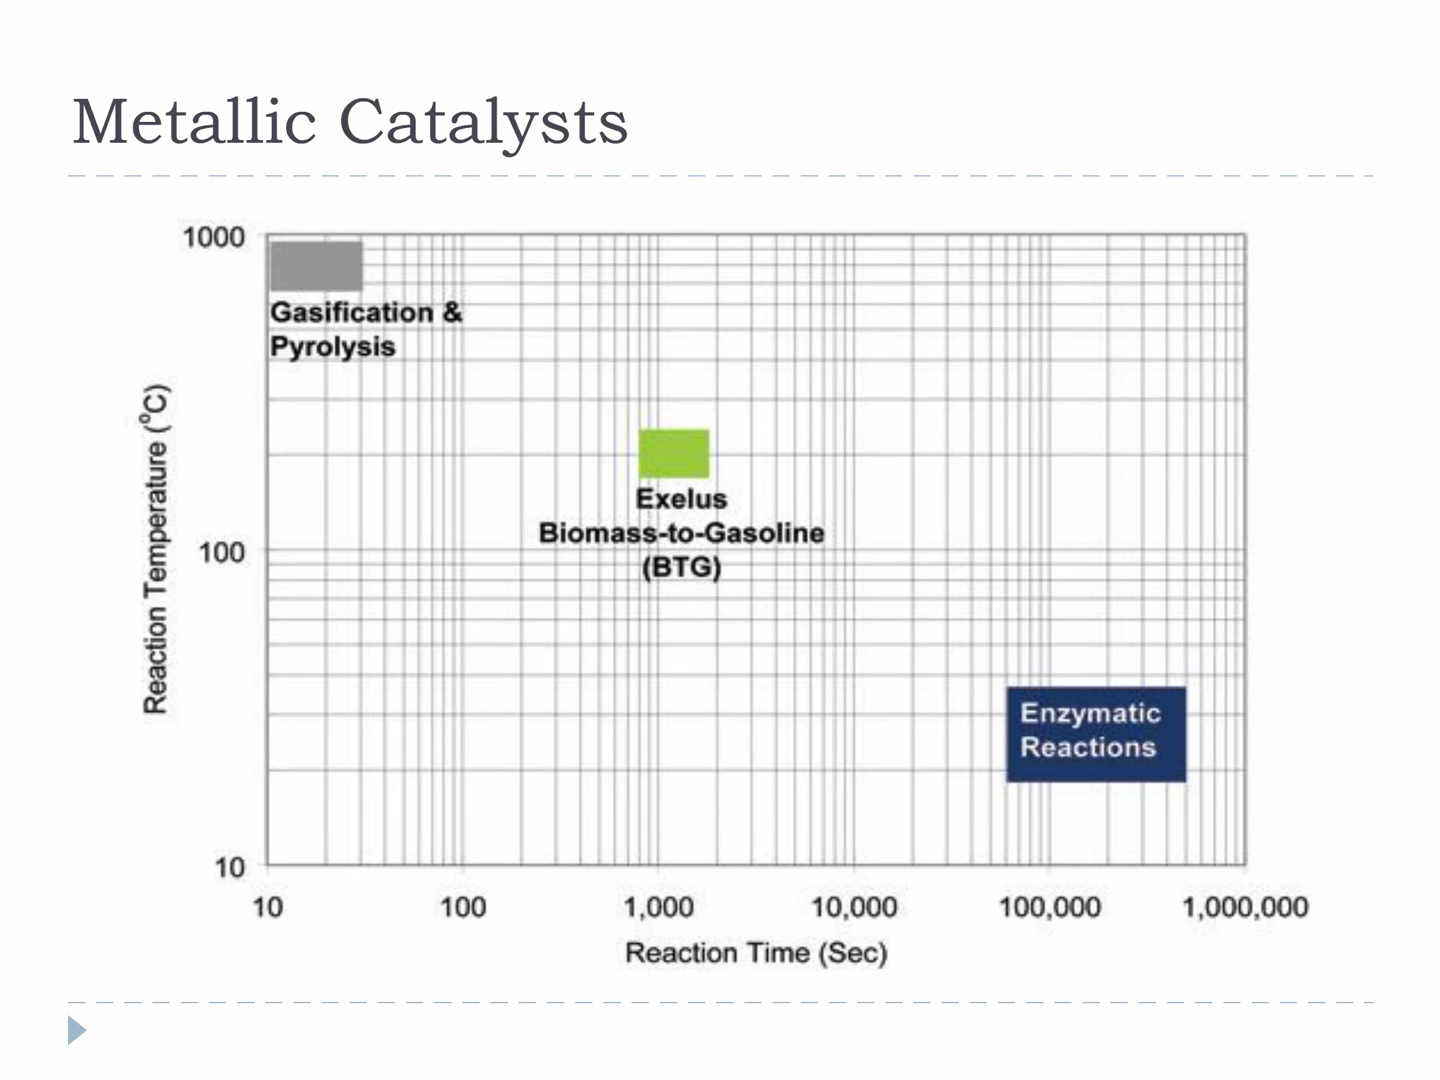 Metallic Catalysts
1000
Gasification &
Pyrolysis
Reaction Temperature (°C)
Exelus
Biomass-to-Gasoline
(BTG)
100
Enzymatic
Reactions
10
10 100 1,000 10,000 100,000 1,000,000
Reaction Time (Sec)